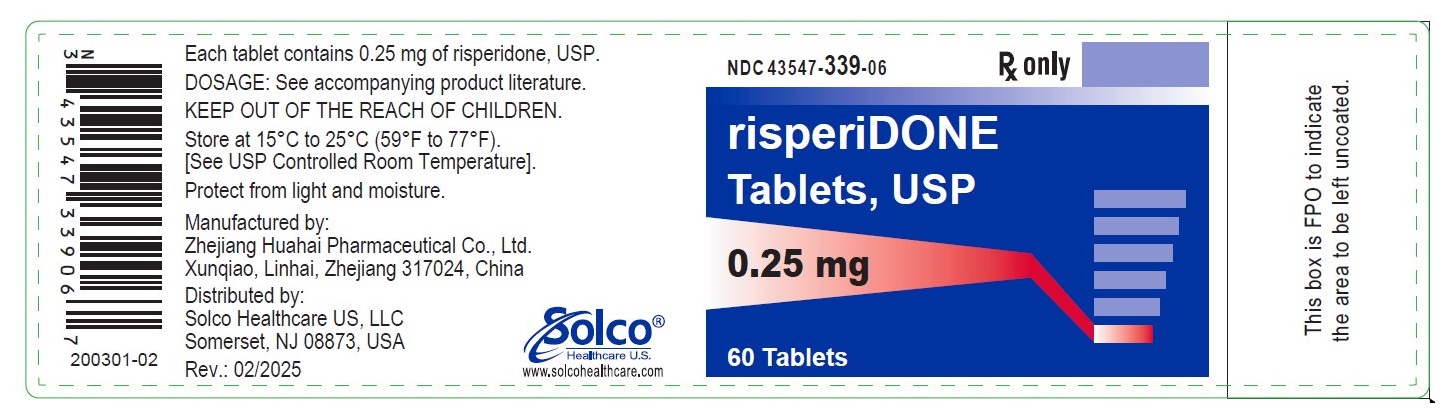 N
3
43547 33906
7
200301-02
Each tablet contains 0.25 mg of risperidone, USP.
DOSAGE: See accompanying product literature.
KEEP OUT OF THE REACH OF CHILDREN.
Store at 15°C to 25°C (59°F to 77°F).
[See USP Controlled Room Temperature].
Protect from light and moisture.
Manufactured by:
Zhejiang Huahai Pharmaceutical Co., Ltd.
Xunqiao, Linhai, Zhejiang 317024, China
Distributed by:
Solco Healthcare US, LLC
Somerset, NJ 08873, USA
Rev.: 02/2025
Solco®
Healthcare U.S.
www.solcohealthcare.com
NDC 43547-339-06
Rx only
risperiDONE
Tablets, USP
0.25 mg
60 Tablets
This box is FPO to indicate
the area to be left uncoated.